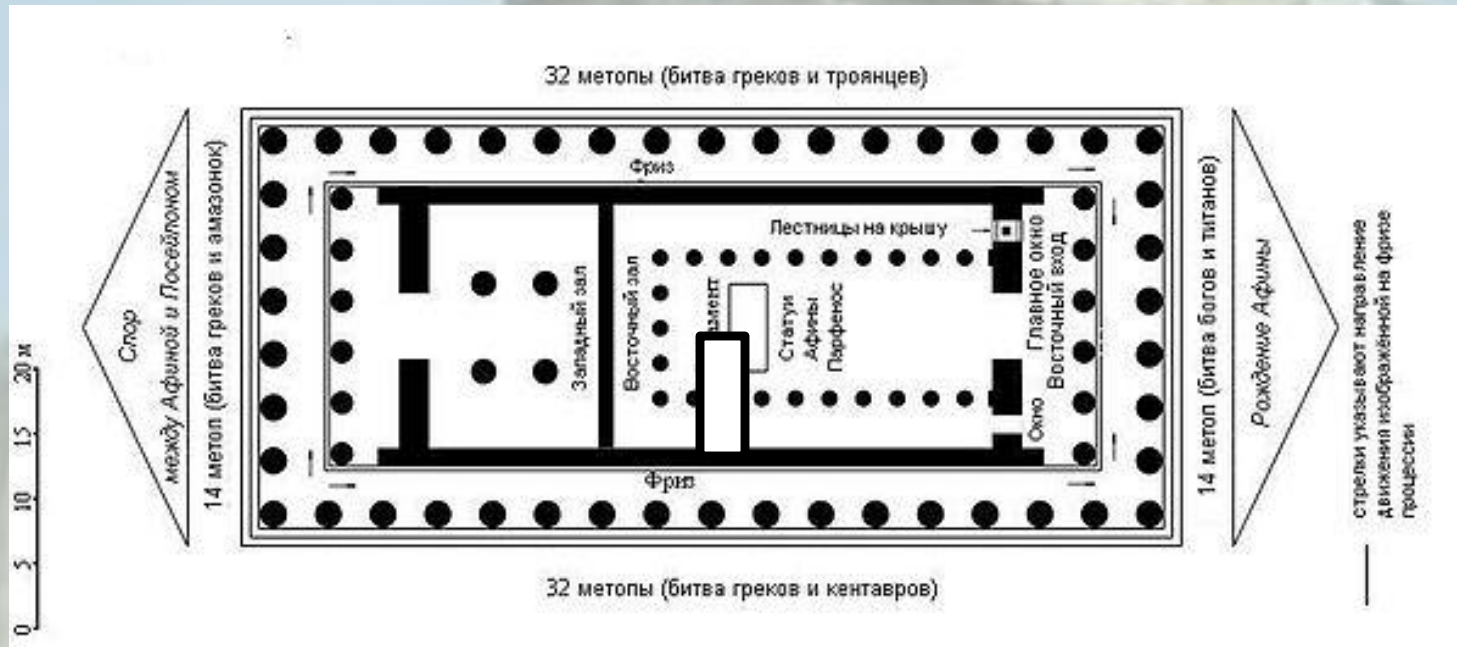 32 метопы (битва греков и троянцев)
Спор
между Афиной и Посейдоном
14 метоп (битва греков и амазонок)
Фриз
Лестницы на крышу
Западный зал
Восточный зал
Статуи
Афины
Парфенос
Окно
Главное окно
Восточный вход
14 метоп (битва богов и титанов)
Рождение Афины
стрелки указывают направление
движения изображённой на фризе
процессии
Фриз
32 метопы (битва греков и кентавров)
0 5 10 15 20 м